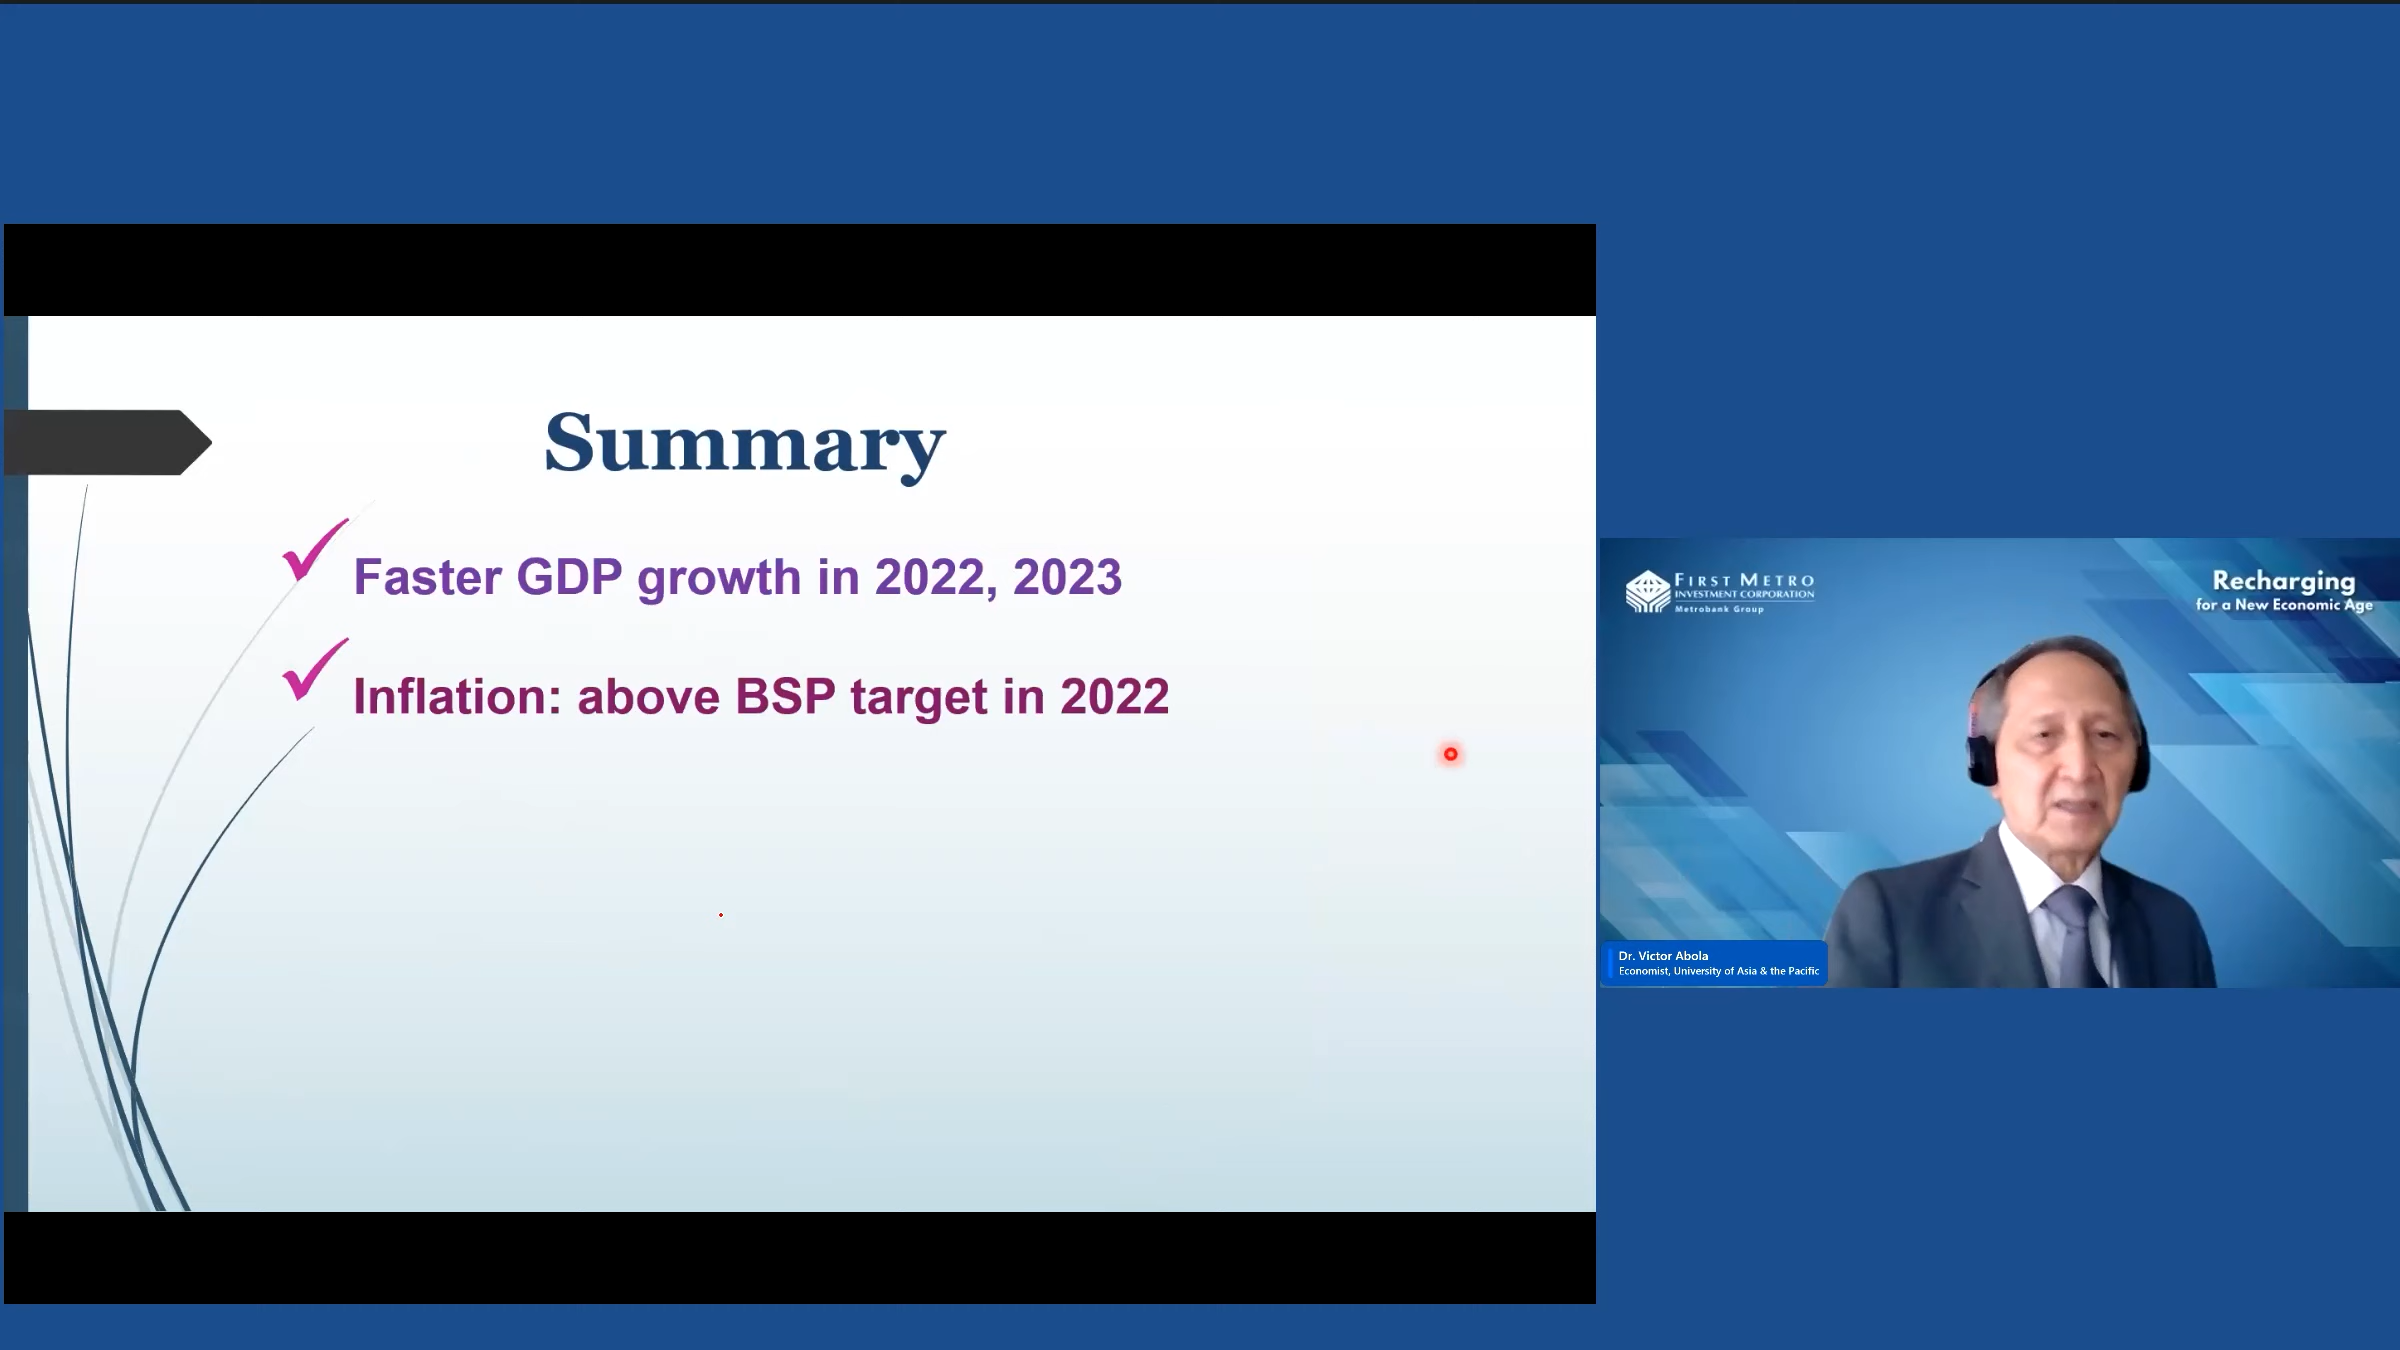 Summary
Faster GDP growth in 2022, 2023
Inflation: above BSP target in 2022
FIRST METRO
INVESTMENT CORPORATION
Metrobank Group
Recharging
for a New Economic Age
Dr. Victor Abola
Economist, University of Asia & the Pacific